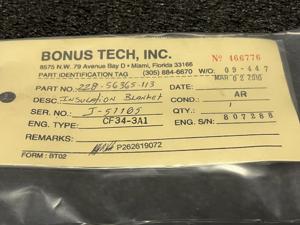 BONUS TECH, INC.
8575 N.W. 79 Avenue Bay D • Miami, Florida 33166
Nº 466776
PART IDENTIFICATION TAG (305) 884-6670 W/O: 09-447
PART NO. 228-56365-113 DATE: MAR 02 2010
DESC. INSULATION BLANKET COND.: AR
SER NO.: J-51105 QTY.: 1
ENG. TYPE: CF34-3A1 ENG. S/N: 807288
REMARKS:
P262619072
FORM : BT02